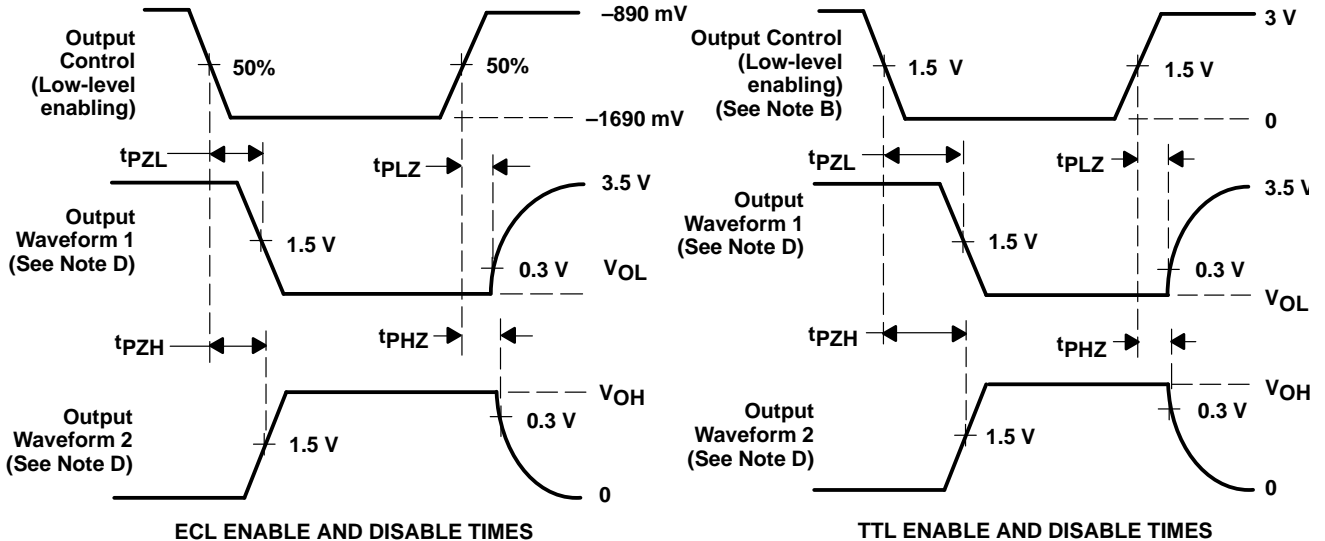 Output
Control
(Low-level
enabling)
50%
50%
–890 mV
–1690 mV
tPZL
tPLZ
3.5 V
Output
Waveform 1
(See Note D)
1.5 V
0.3 V
VOL
tPZH
tPHZ
VOH
Output
Waveform 2
(See Note D)
1.5 V
0.3 V
0
ECL ENABLE AND DISABLE TIMES
Output Control
(Low-level
enabling)
(See Note B)
1.5 V
1.5 V
3 V
0
tPZL
tPLZ
3.5 V
Output
Waveform 1
(See Note D)
1.5 V
0.3 V
VOL
tPZH
tPHZ
VOH
Output
Waveform 2
(See Note D)
1.5 V
0.3 V
0
TTL ENABLE AND DISABLE TIMES